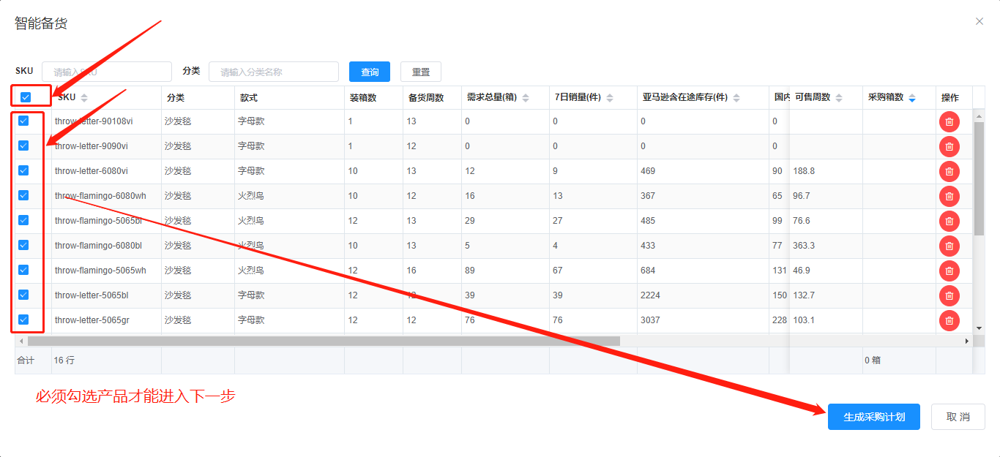 智能备货
SKU 请输入SKU 分类 请输入分类名称 查询 重置
SKU 分类 款式 装箱数 备货周数 需求总量(箱) 7日销量(件) 亚马逊含在途库存(件) 国内 可售周数 采购箱数 操作
throw-letter-90108vi 沙发毯 字母款 1 13 0 0 0 0
throw-letter-9090vi 沙发毯 字母款 1 12 0 0 0 0
throw-letter-6080vi 沙发毯 字母款 10 13 12 9 469 90 188.8
throw-flamingo-6080wh 沙发毯 火烈鸟 10 12 16 13 367 65 96.7
throw-flamingo-5065bl 沙发毯 火烈鸟 12 13 29 27 485 99 76.6
throw-flamingo-6080bl 沙发毯 火烈鸟 10 13 5 4 433 77 363.3
throw-flamingo-5065wh 沙发毯 火烈鸟 12 16 89 67 684 131 46.9
throw-letter-5065bl 沙发毯 字母款 12 12 39 39 2224 150 132.7
throw-letter-5065gr 沙发毯 字母款 12 12 76 76 3037 228 103.1
合计 16 行 0 箱
必须勾选产品才能进入下一步
生成采购计划 取 消